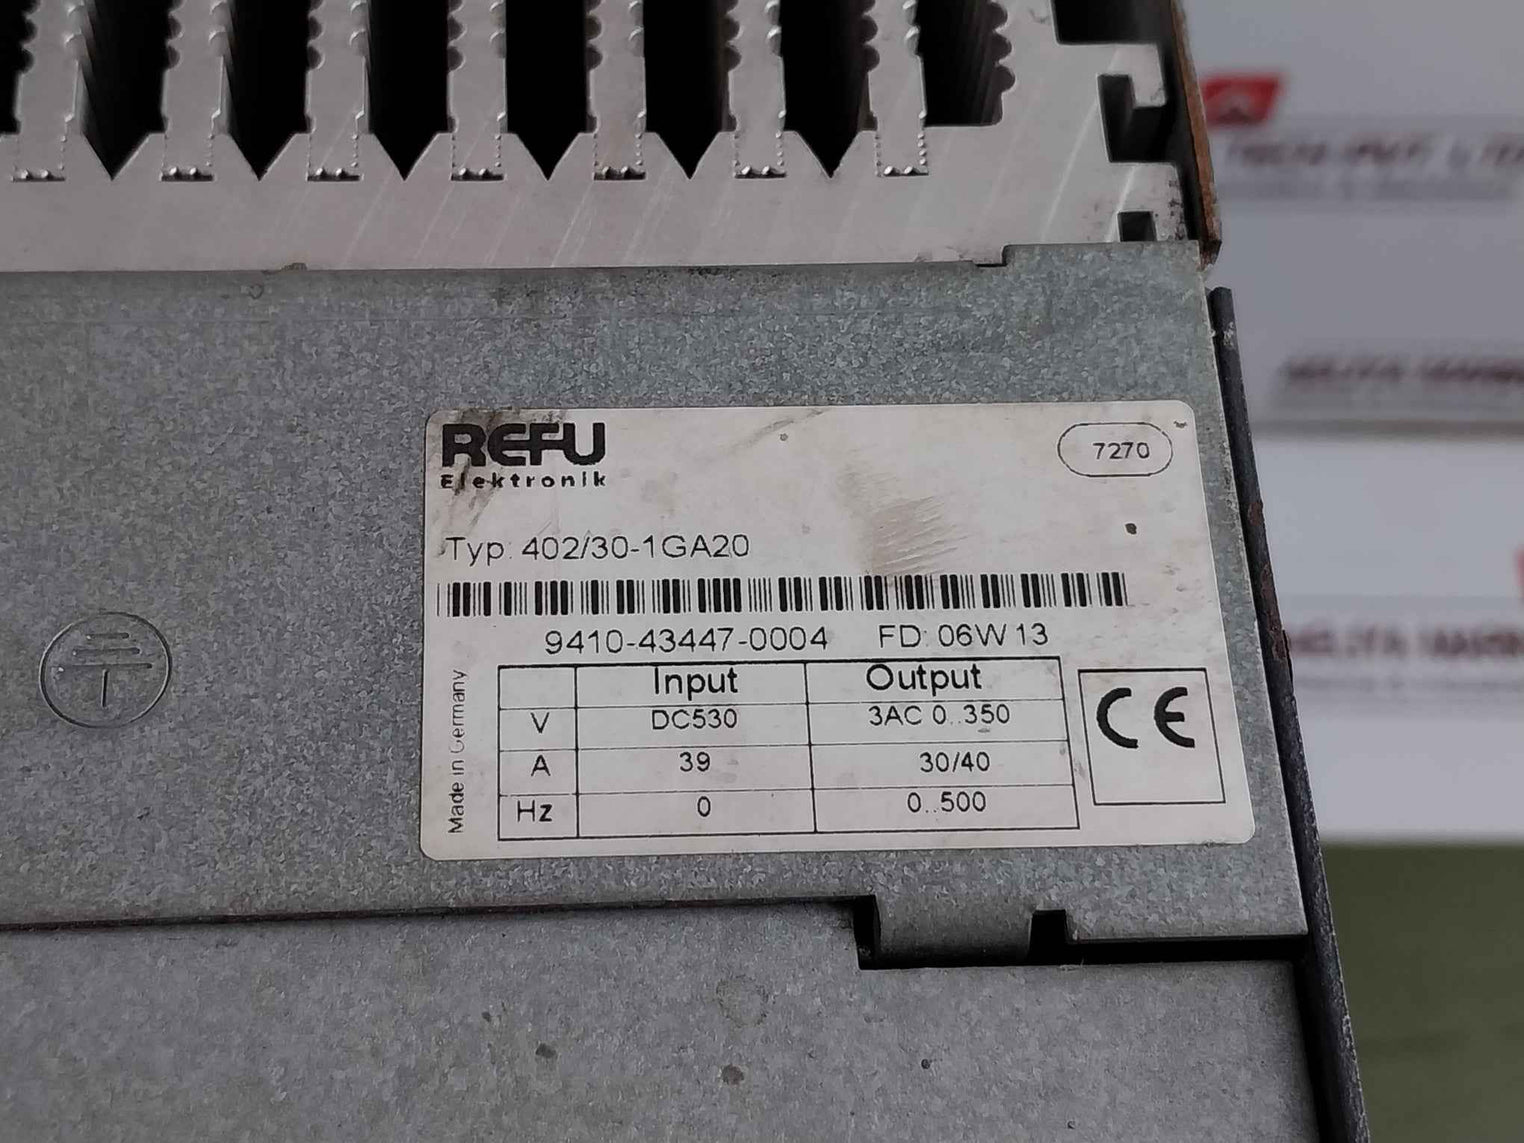 REFU
Elektronik
7270
Typ: 402/30-1GA20
9410-43447-0004 FD: 06W13
Input Output
V DC530 3AC 0..350
A 39 30/40
Hz 0 0..500
Made in Germany
CE